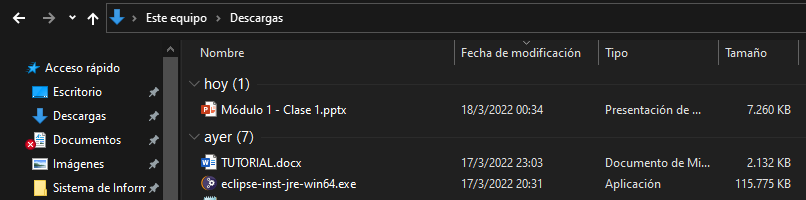 Este equipo > Descargas
Nombre Fecha de modificación Tipo Tamaño
Acceso rápido
hoy (1)
Escritorio
Módulo 1 - Clase 1.pptx 18/3/2022 00:34 Presentación de ... 7.260 KB
Descargas
ayer (7)
Documentos
TUTORIAL.docx 17/3/2022 23:03 Documento de Mi... 2.132 KB
Imágenes
eclipse-inst-jre-win64.exe 17/3/2022 20:31 Aplicación 115.775 KB
Sistema de Inform